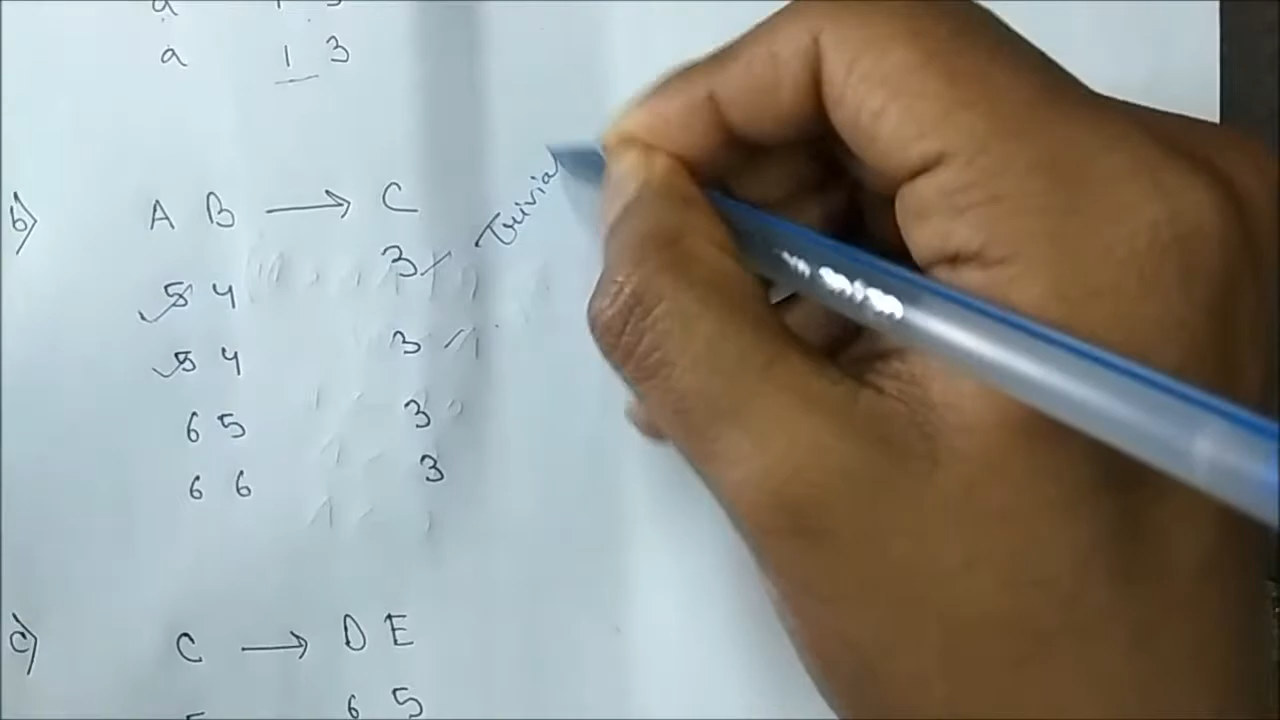 a 1 3
b) A B → C
3
5 4
3
5 4
6 5 3
6 6 3
Trivial
c) C → D E
6 5